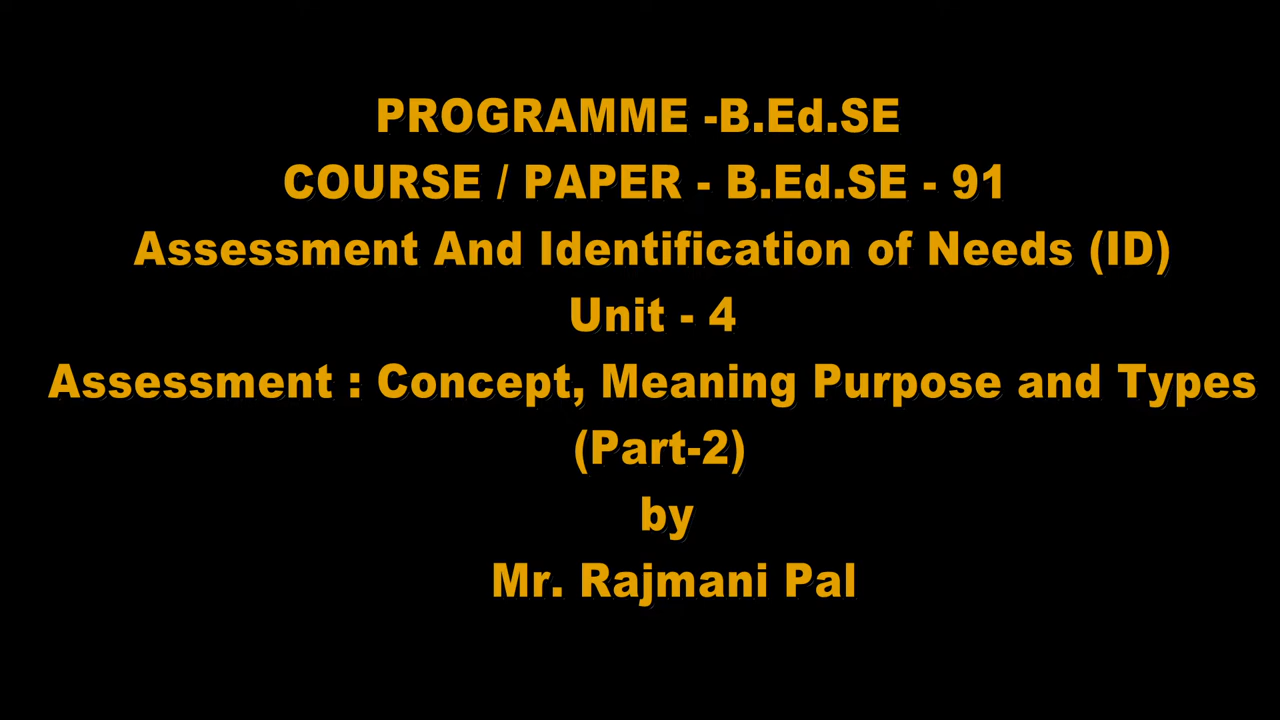 PROGRAMME -B.Ed.SE
COURSE / PAPER - B.Ed.SE - 91
Assessment And Identification of Needs (ID)
Unit - 4
Assessment : Concept, Meaning Purpose and Types
(Part-2)
by
Mr. Rajmani Pal